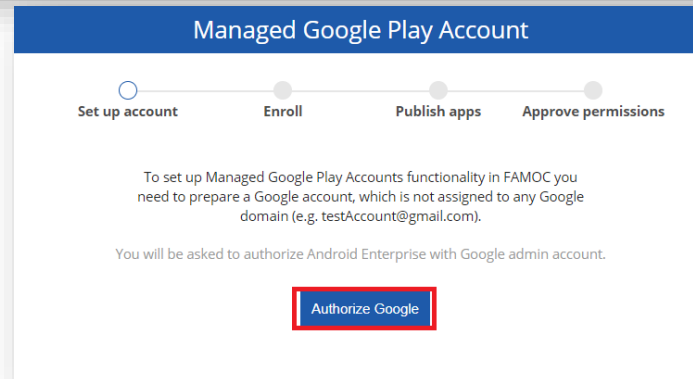 Managed Google Play Account
Set up account Enroll Publish apps Approve permissions
To set up Managed Google Play Accounts functionality in FAMOC you
need to prepare a Google account, which is not assigned to any Google
domain (e.g. testAccount@gmail.com).
You will be asked to authorize Android Enterprise with Google admin account.
Authorize Google